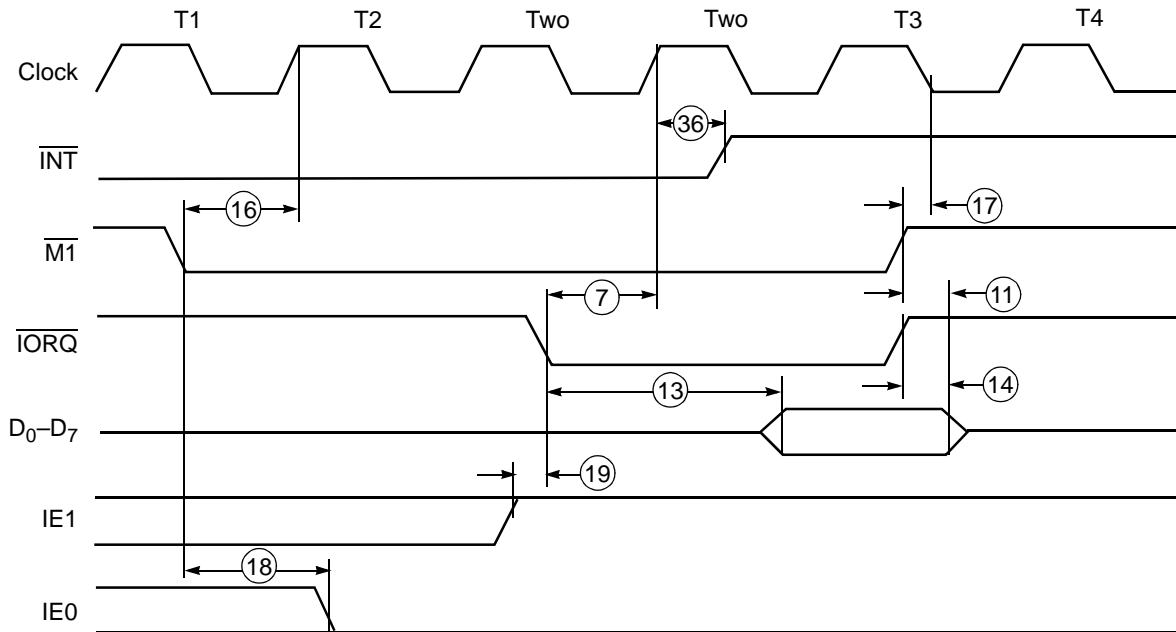 T1 T2 Two Two T3 T4
Clock
36
INT
16
17
M1
7
11
IORQ
13
14
D0–D7
19
IE1
18
IE0